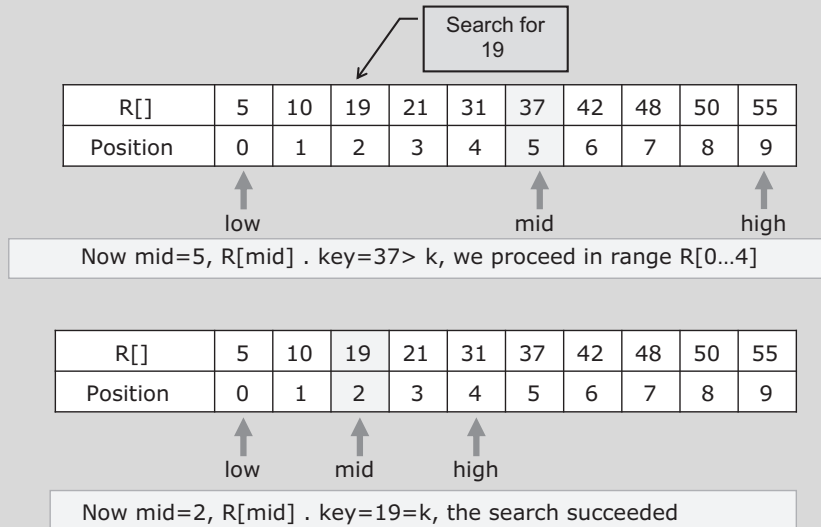 Search for
19
R[] 5 10 19 21 31 37 42 48 50 55
Position 0 1 2 3 4 5 6 7 8 9
low mid high
Now mid=5, R[mid] . key=37> k, we proceed in range R[0…4]
R[] 5 10 19 21 31 37 42 48 50 55
Position 0 1 2 3 4 5 6 7 8 9
low mid high
Now mid=2, R[mid] . key=19=k, the search succeeded